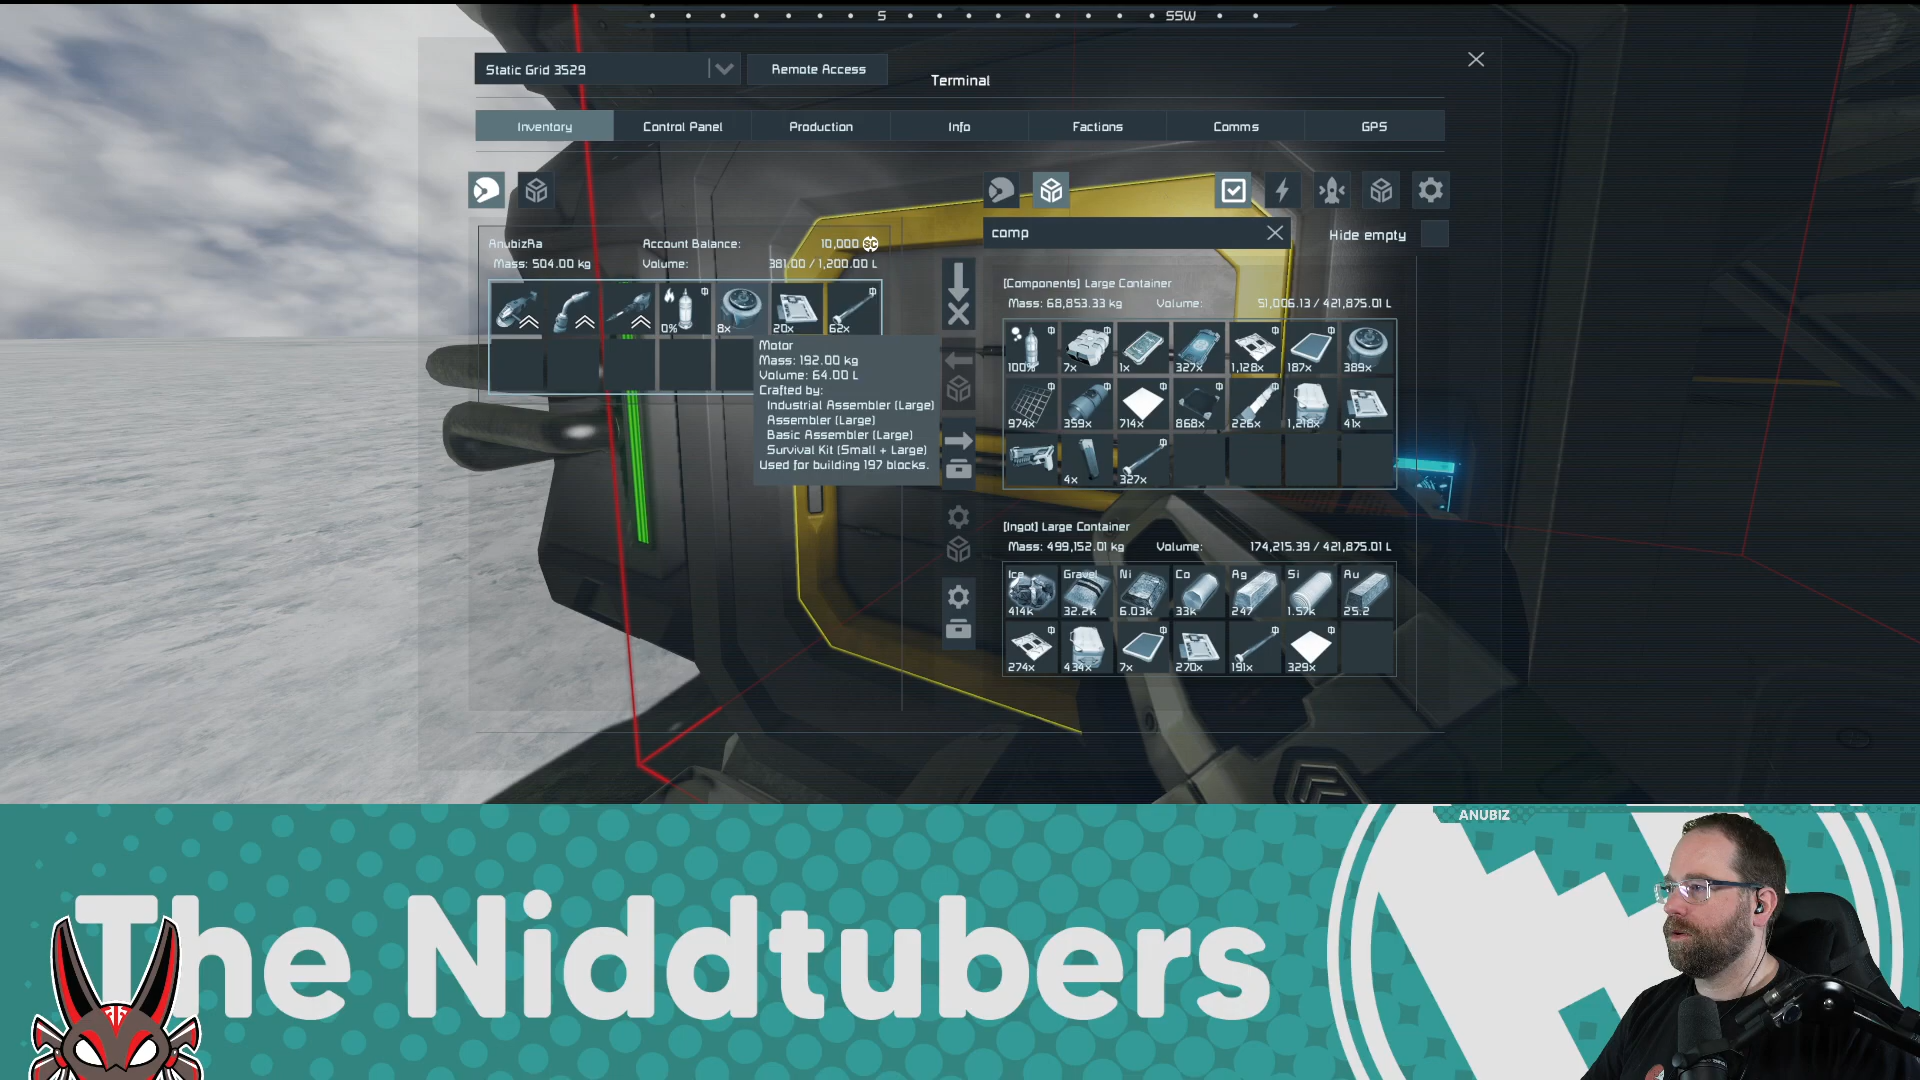 S
SSW
Static Grid 3529
Remote Access
Terminal
Inventory
Control Panel
Production
Info
Factions
Comms
GPS
comp
Hide empty
AnubizRa
Account Balance:
10,000 SC
Mass: 504.00 kg
Volume:
381.00 / 1,200.00 L
0%
8x
20x
62x
Motor
Mass: 192.00 kg
Volume: 64.00 L
Crafted by:
Industrial Assembler (Large)
Assembler (Large)
Basic Assembler (Large)
Survival Kit (Small + Large)
Used for building 197 blocks.
[Components] Large Container
Mass: 68,853.33 kg
Volume:
51,006.13 / 421,875.01 L
100%
7x
1x
327x
1,128x
187x
389x
974x
359x
714x
868x
226x
1,218x
41x
4x
327x
[Ingot] Large Container
Mass: 499,152.01 kg
Volume:
174,215.39 / 421,875.01 L
Ice
Gravel
Ni
Co
Ag
Si
Au
414k
32.2k
6.03k
33k
247
1.57k
25.2
274x
434x
7x
270x
191x
329x
ANUBIZ
The Niddtubers